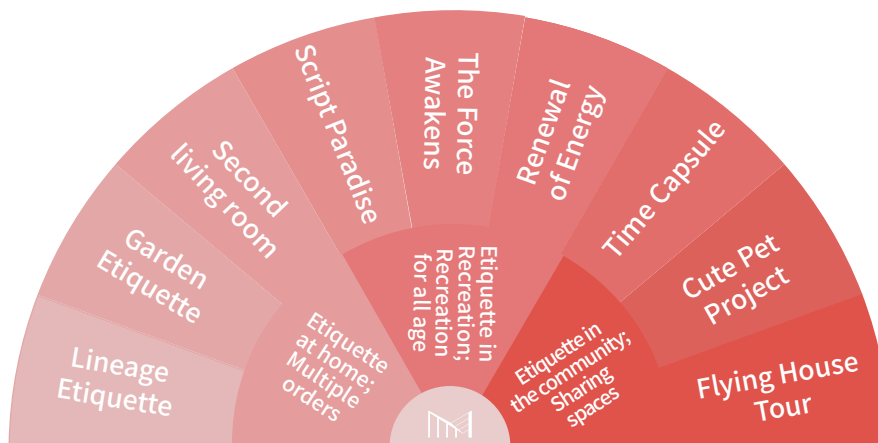 Lineage
Etiquette
Garden
Etiquette
Second
living room
Script Paradise
The Force
Awakens
Renewal
of Energy
Time Capsule
Cute Pet
Project
Flying House
Tour
Etiquette
at home;
Multiple
orders
Etiquette in
Recreation;
Recreation
for all age
Etiquette in
the community;
Sharing
spaces